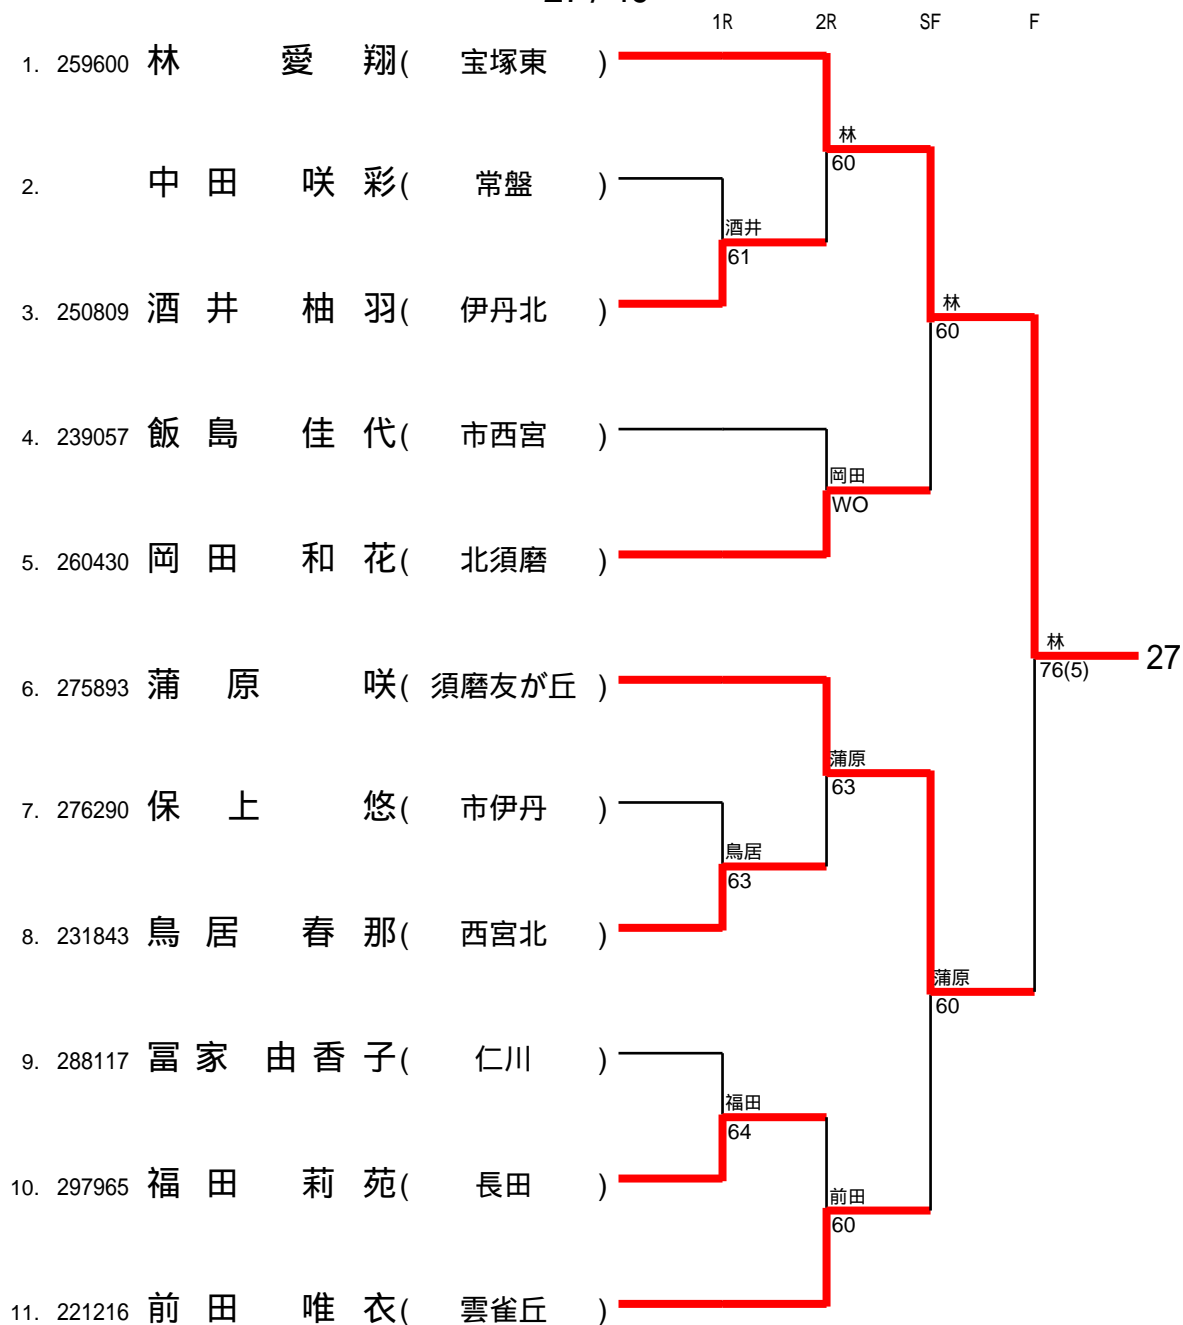 1R 2R SF F
1. 259600 林 愛 翔( 宝塚東 )
林
60
2. 中 田 咲 彩( 常盤 )
酒井
61
3. 250809 酒 井 柚 羽( 伊丹北 )
林
60
4. 239057 飯 島 佳 代( 市西宮 )
岡田
WO
5. 260430 岡 田 和 花( 北須磨 )
林
76(5)
27
6. 275893 蒲 原 咲( 須磨友が丘 )
蒲原
63
7. 276290 保 上 悠( 市伊丹 )
鳥居
63
8. 231843 鳥 居 春 那( 西宮北 )
蒲原
60
9. 288117 冨 家 由 香 子( 仁川 )
福田
64
10. 297965 福 田 莉 苑( 長田 )
前田
60
11. 221216 前 田 唯 衣( 雲雀丘 )